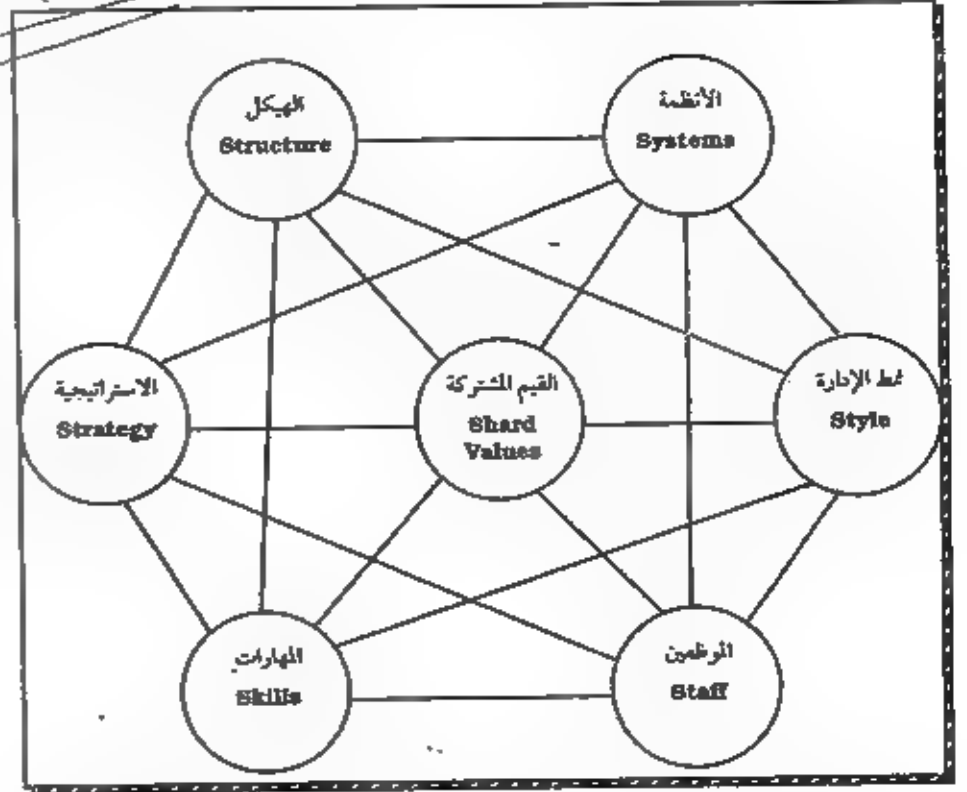 الهيكل
Structure
الأنظمة
Systems
الاستراتيجية
Strategy
القيم المشتركة
Shard
Values
نمط الإدارة
Style
المهارات
Skills
الموظفين
Staff